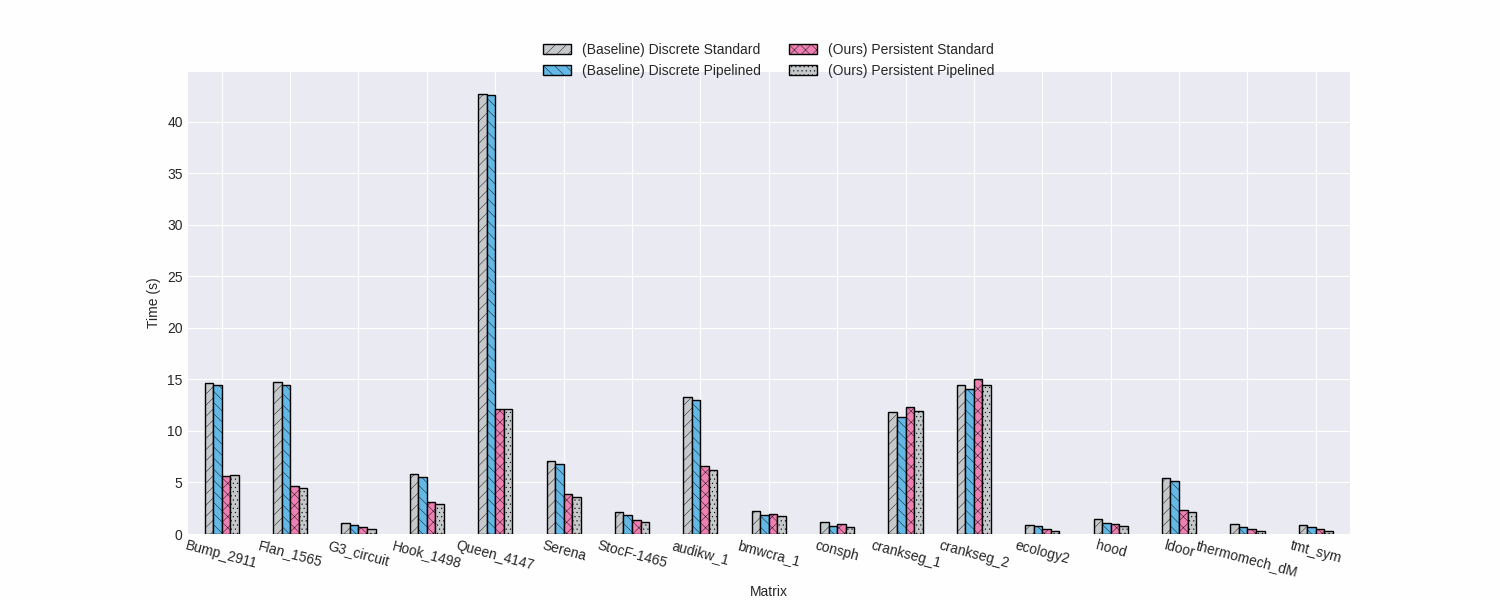 (Baseline) Discrete Standard
(Baseline) Discrete Pipelined
(Ours) Persistent Standard
(Ours) Persistent Pipelined
Time (s)
40
35
30
25
20
15
10
5
0
Bump_2911
Flan_1565
G3_circuit
Hook_1498
Queen_4147
Serena
StocF-1465
audikw_1
bmwcra_1
consph
crankseg_1
crankseg_2
ecology2
hood
ldoor
thermomech_dM
tmt_sym
Matrix